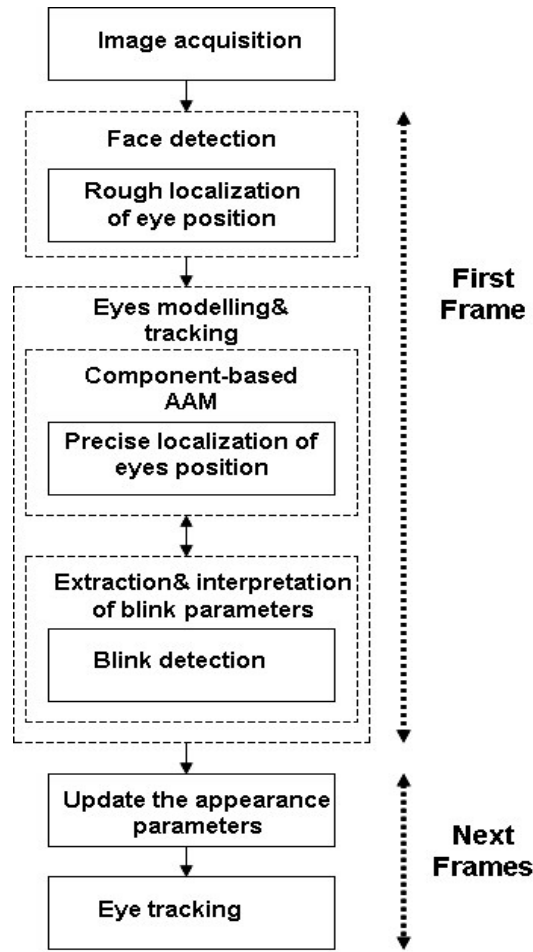 Image acquisition
Face detection
Rough localization
of eye position
Eyes modelling&
tracking
Component-based
AAM
Precise localization of
eyes position
Extraction& interpretation
of blink parameters
Blink detection
First
Frame
Update the appearance
parameters
Eye tracking
Next
Frames